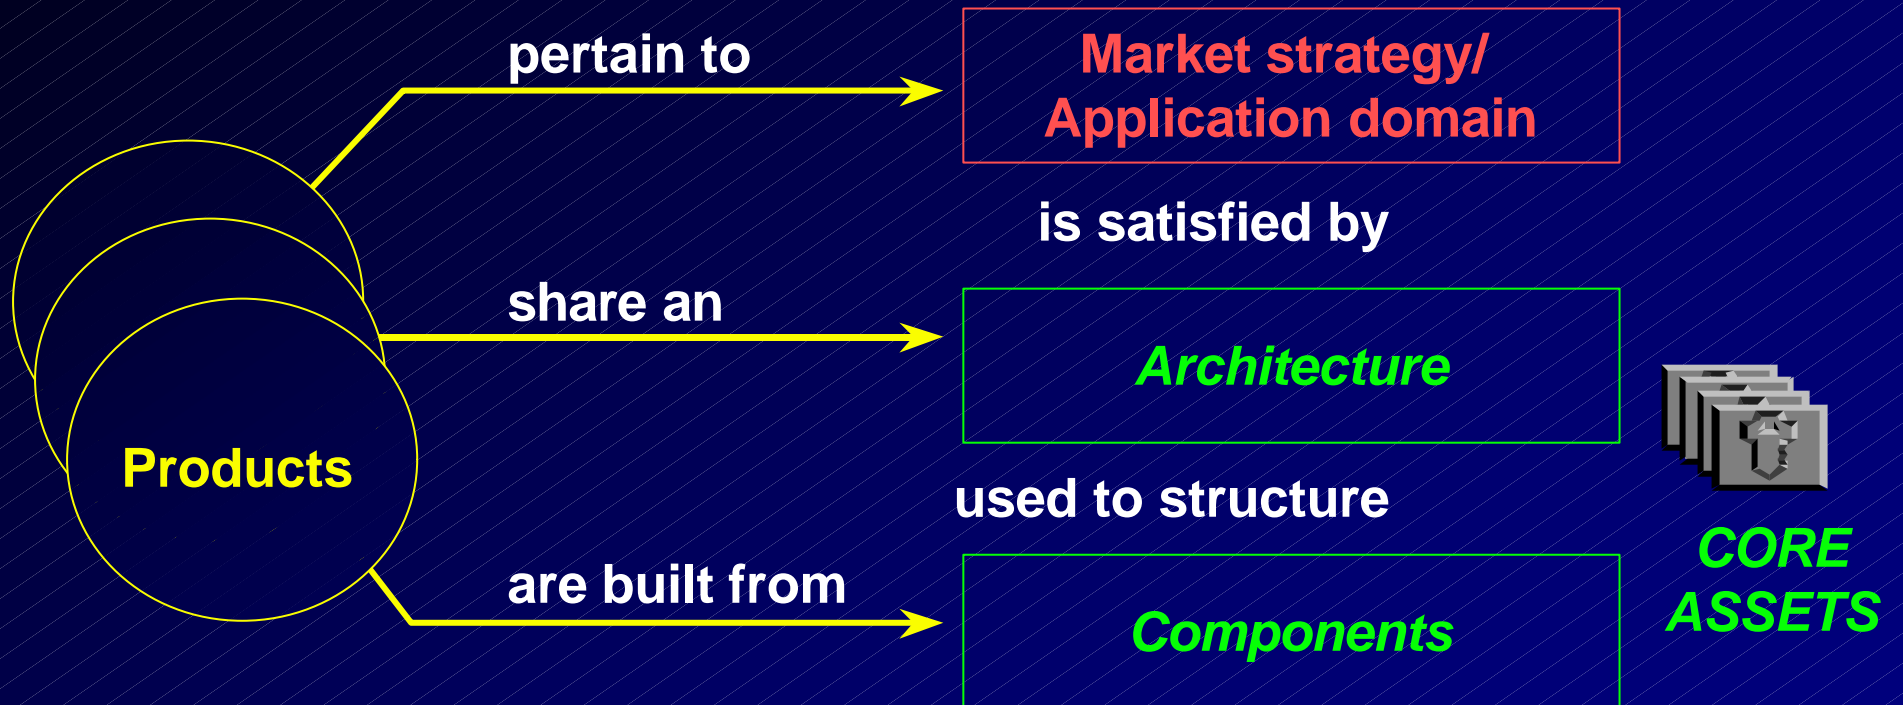 pertain to
Market strategy/
Application domain
is satisfied by
share an
Architecture
Products
used to structure
CORE
ASSETS
are built from
Components